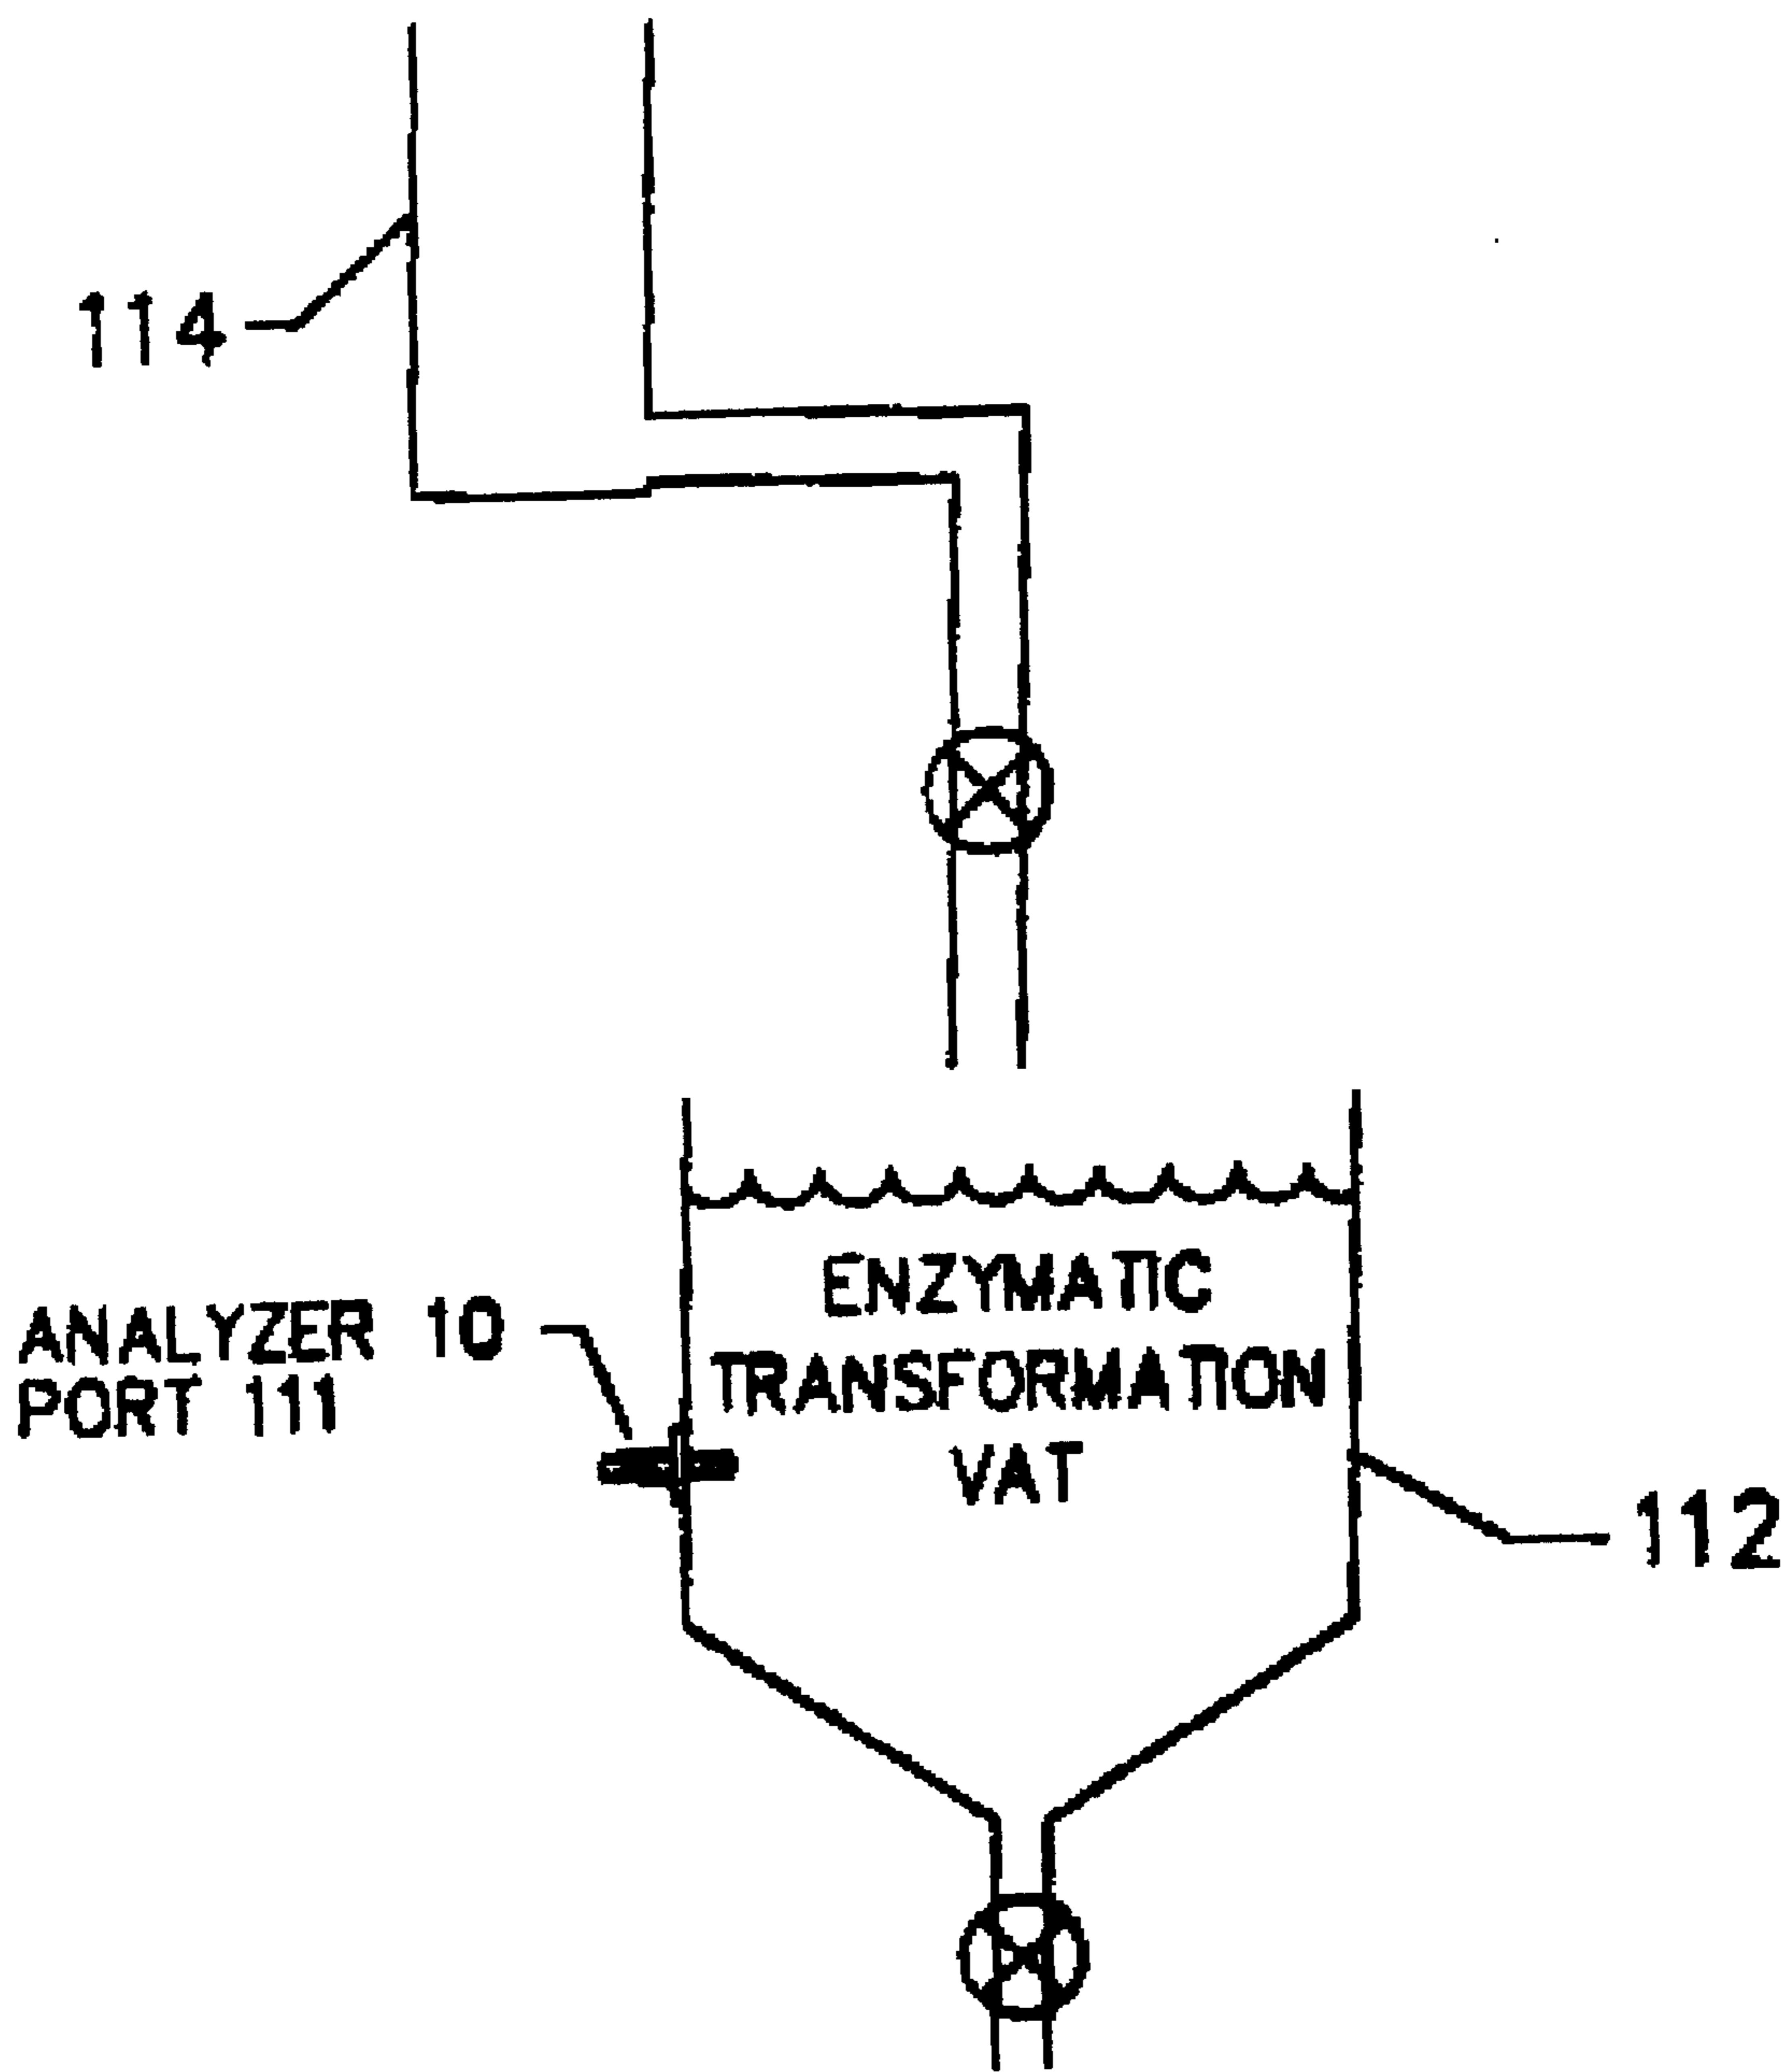 114
ENZYMATIC
TRANSFORMATION
VAT
ANALYZER 10
PORT 111
112